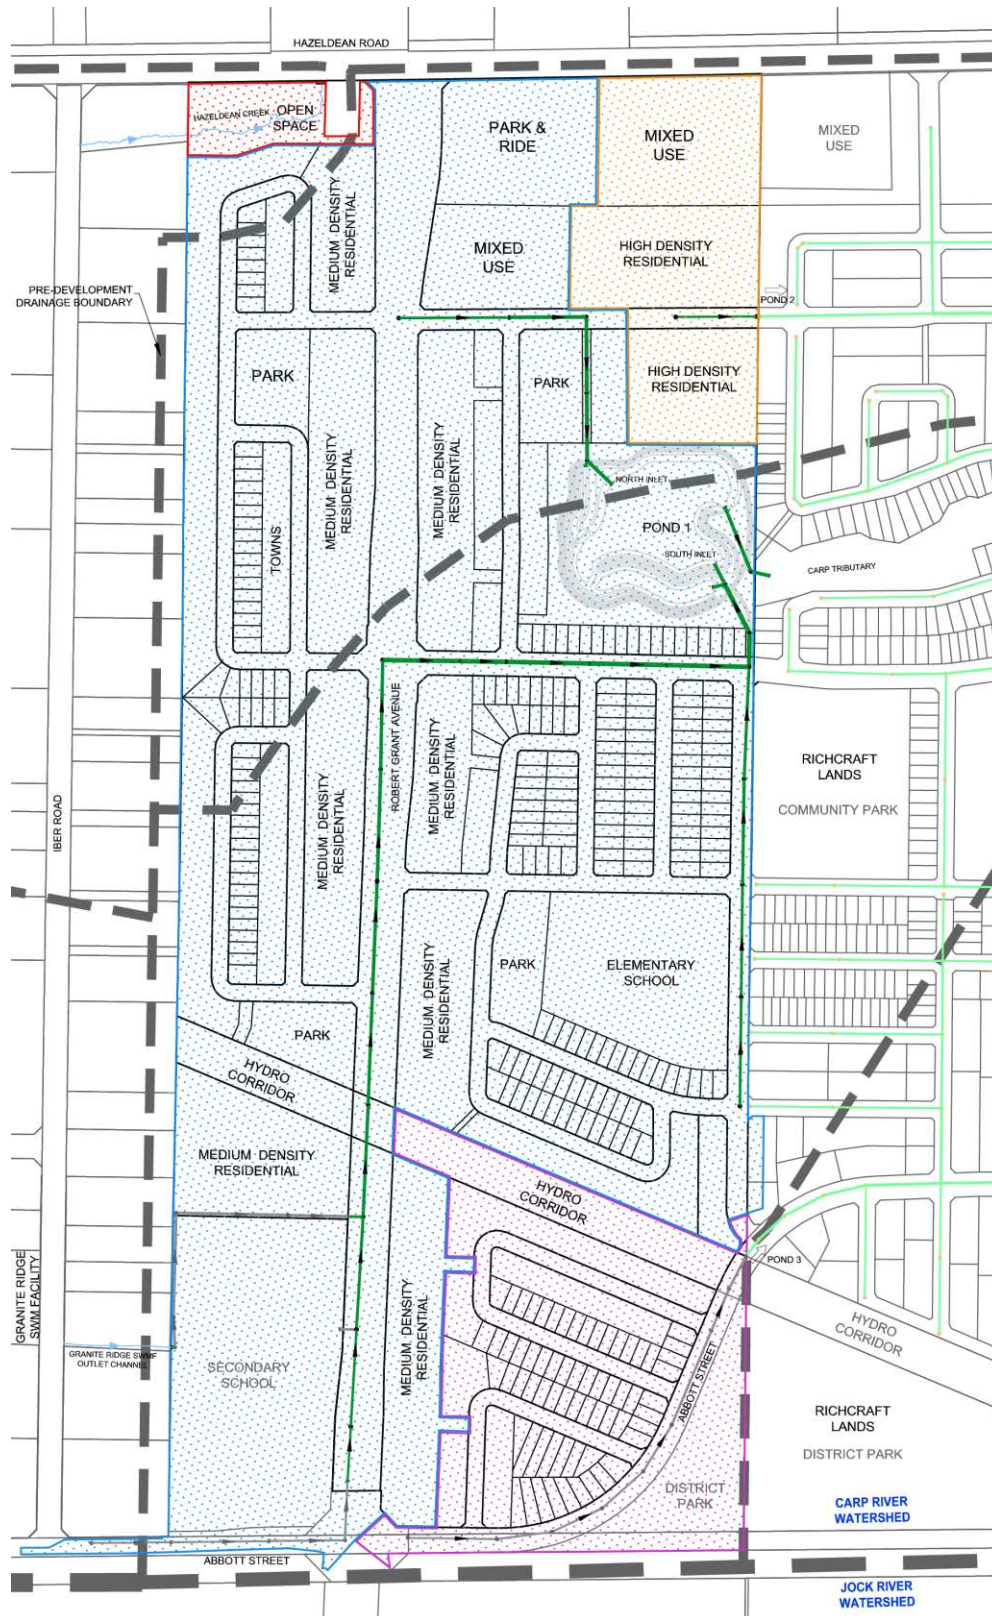 HAZELDEAN ROAD
HAZELDEAN CREEK
OPEN
SPACE
PARK &
RIDE
MIXED
USE
MIXED
USE
MEDIUM DENSITY
RESIDENTIAL
MIXED
USE
HIGH DENSITY
RESIDENTIAL
PRE-DEVELOPMENT
DRAINAGE BOUNDARY
POND 2
PARK
PARK
HIGH DENSITY
RESIDENTIAL
MEDIUM DENSITY
RESIDENTIAL
MEDIUM DENSITY
RESIDENTIAL
NORTH INLET
TOWNS
POND 1
SOUTH INLET
CARP TRIBUTARY
ROBERT GRANT AVENUE
MEDIUM DENSITY
RESIDENTIAL
RICHCRAFT
LANDS
COMMUNITY PARK
IBER ROAD
MEDIUM DENSITY
RESIDENTIAL
PARK
ELEMENTARY
SCHOOL
MEDIUM DENSITY
RESIDENTIAL
PARK
HYDRO
CORRIDOR
MEDIUM DENSITY
RESIDENTIAL
HYDRO
CORRIDOR
POND 3
GRANITE RIDGE
SWM FACILITY
GRANITE RIDGE SWMF
OUTLET CHANNEL
SECONDARY
SCHOOL
MEDIUM DENSITY
RESIDENTIAL
ABBOTT STREET
HYDRO
CORRIDOR
RICHCRAFT
LANDS
DISTRICT PARK
DISTRICT
PARK
CARP RIVER
WATERSHED
ABBOTT STREET
JOCK RIVER
WATERSHED